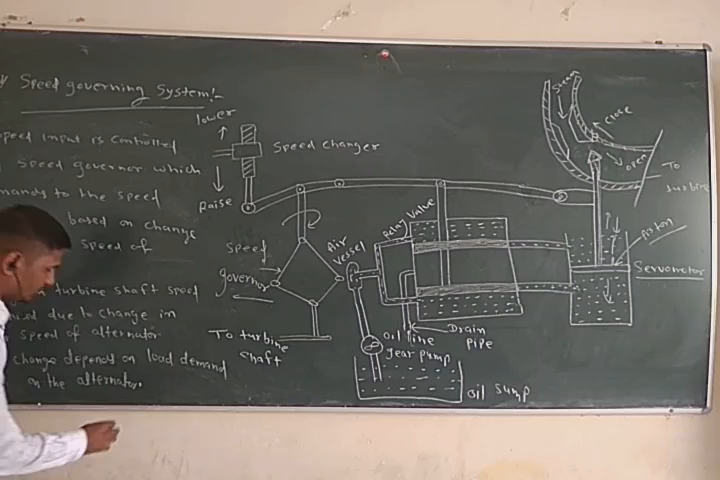 Speed governing System:-
speed input is controlled
speed governor which
to the speed
based on change
speed of
turbine shaft speed
due to change in
speed of alternator
change depends on load demand
on the alternator.
lower
Speed Changer
Raise
Speed
governor
To turbine
shaft
Air
vessel
Relay valve
Oil line
gear pump
Drain
pipe
oil sump
Steam
close
open
To
turbine
piston
Servomotor